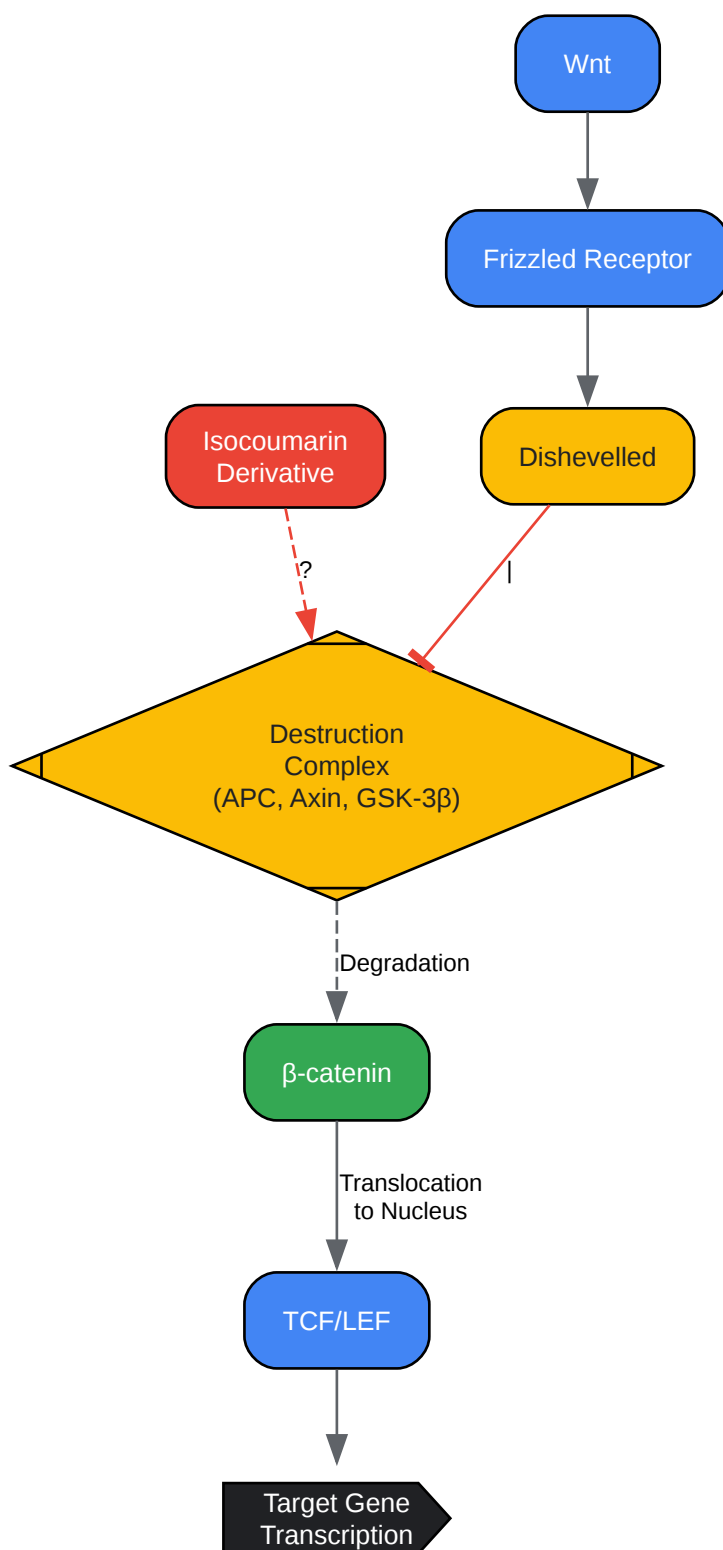 Wnt
Frizzled Receptor
Isocoumarin
Derivative
Dishevelled
?
|
Destruction
Complex
(APC, Axin, GSK-3β)
Degradation
β-catenin
Translocation
to Nucleus
TCF/LEF
Target Gene
Transcription